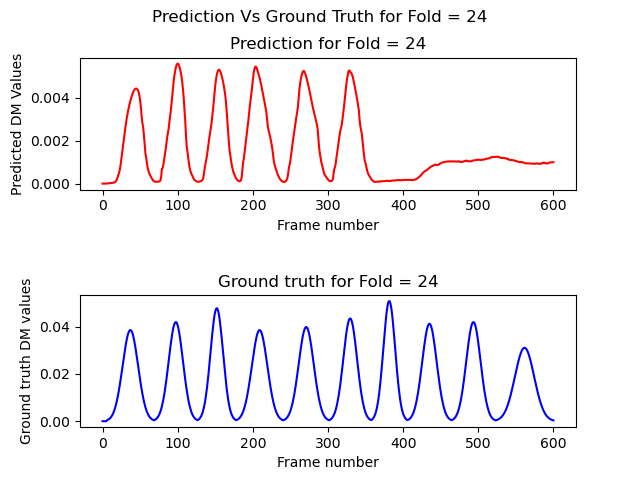 Prediction Vs Ground Truth for Fold = 24
Prediction for Fold = 24
Predicted DM Values
0.004
0.002
0.000
0 100 200 300 400 500 600
Frame number
Ground truth for Fold = 24
Ground truth DM values
0.04
0.02
0.00
0 100 200 300 400 500 600
Frame number